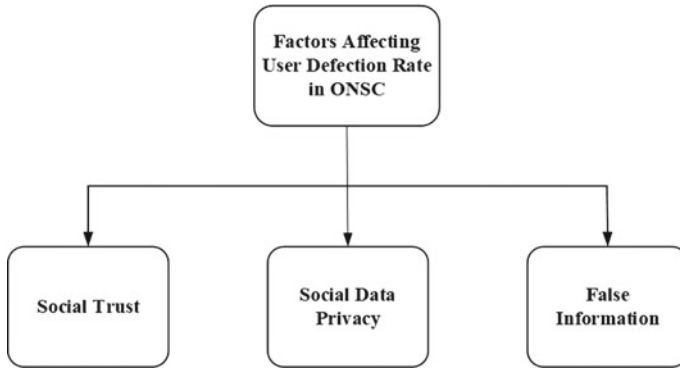 Factors Affecting
User Defection Rate
in ONSC
Social Trust
Social Data
Privacy
False
Information